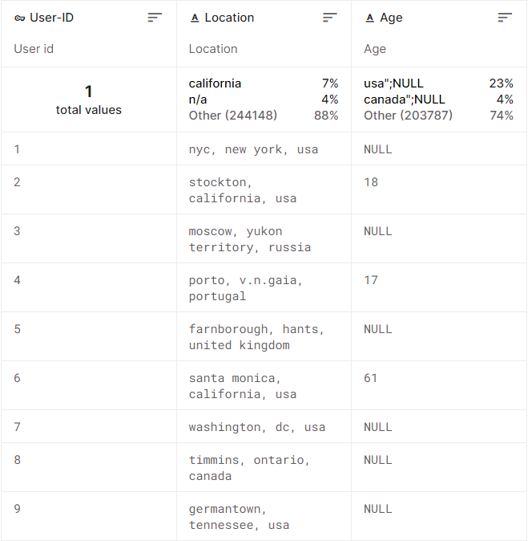 User-ID Location Age
User id Location Age
1
total values
california 7%
n/a 4%
Other (244148) 88%
usa";NULL 23%
canada";NULL 4%
Other (203787) 74%
1 nyc, new york, usa NULL
2 stockton, 18
california, usa
3 moscow, yukon NULL
territory, russia
4 porto, v.n.gaia, 17
portugal
5 farnborough, hants, NULL
united kingdom
6 santa monica, 61
california, usa
7 washington, dc, usa NULL
8 timmins, ontario, NULL
canada
9 germantown, NULL
tennessee, usa